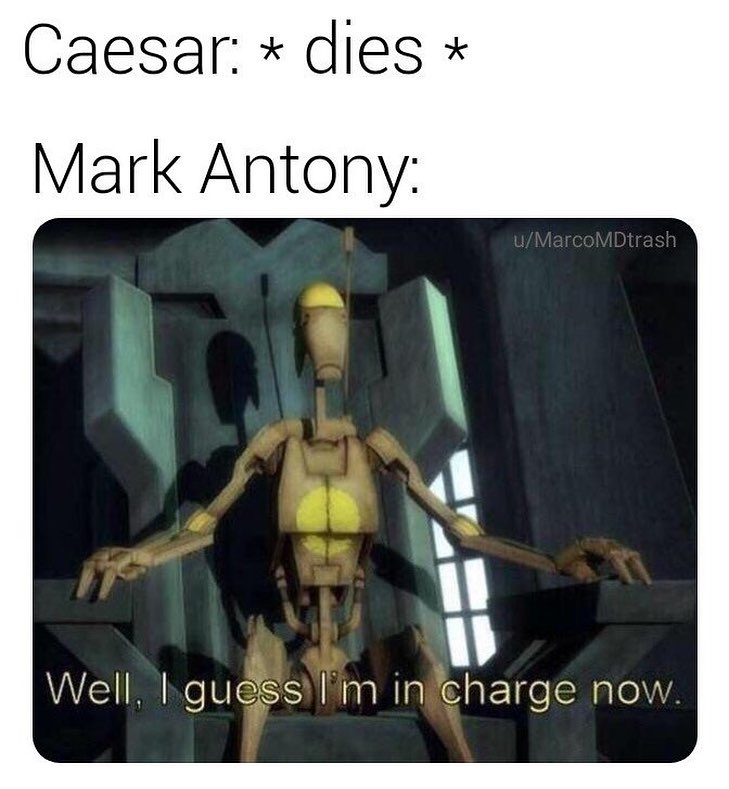 Caesar: * dies *
Mark Antony:
u/MarcoMDtrash
Well, I guess I'm in charge now.